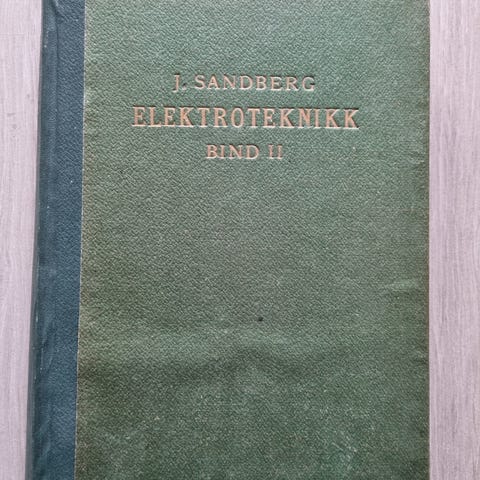 J. SANDBERG
ELEKTROTEKNIKK
BIND II